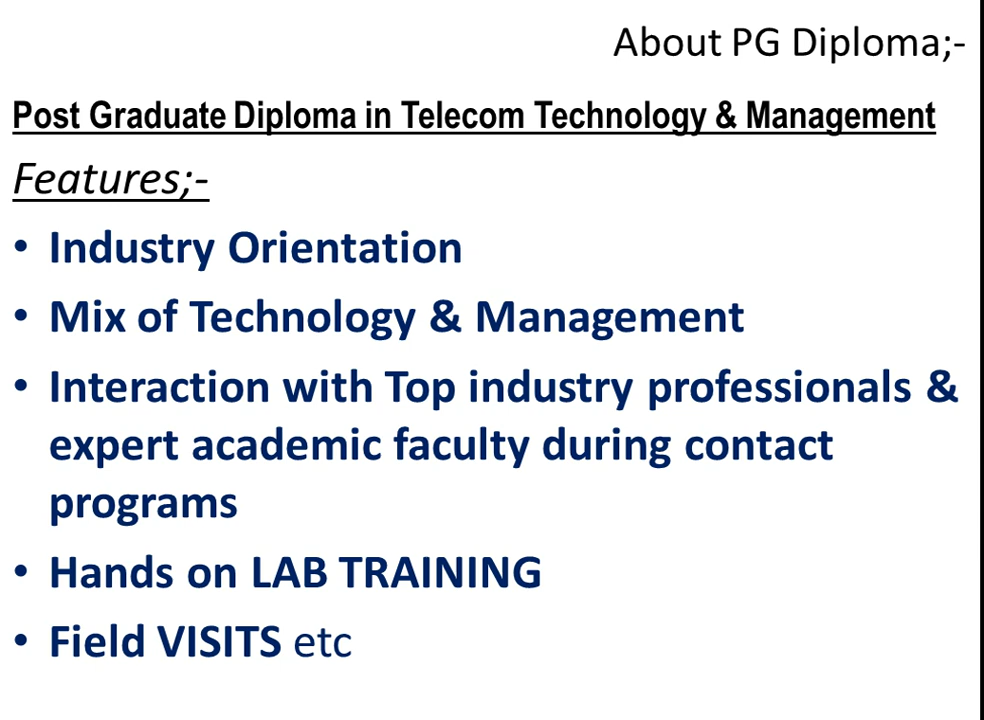 About PG Diploma;-
Post Graduate Diploma in Telecom Technology & Management
Features;-
• Industry Orientation
• Mix of Technology & Management
• Interaction with Top industry professionals &
expert academic faculty during contact
programs
• Hands on LAB TRAINING
• Field VISITS etc